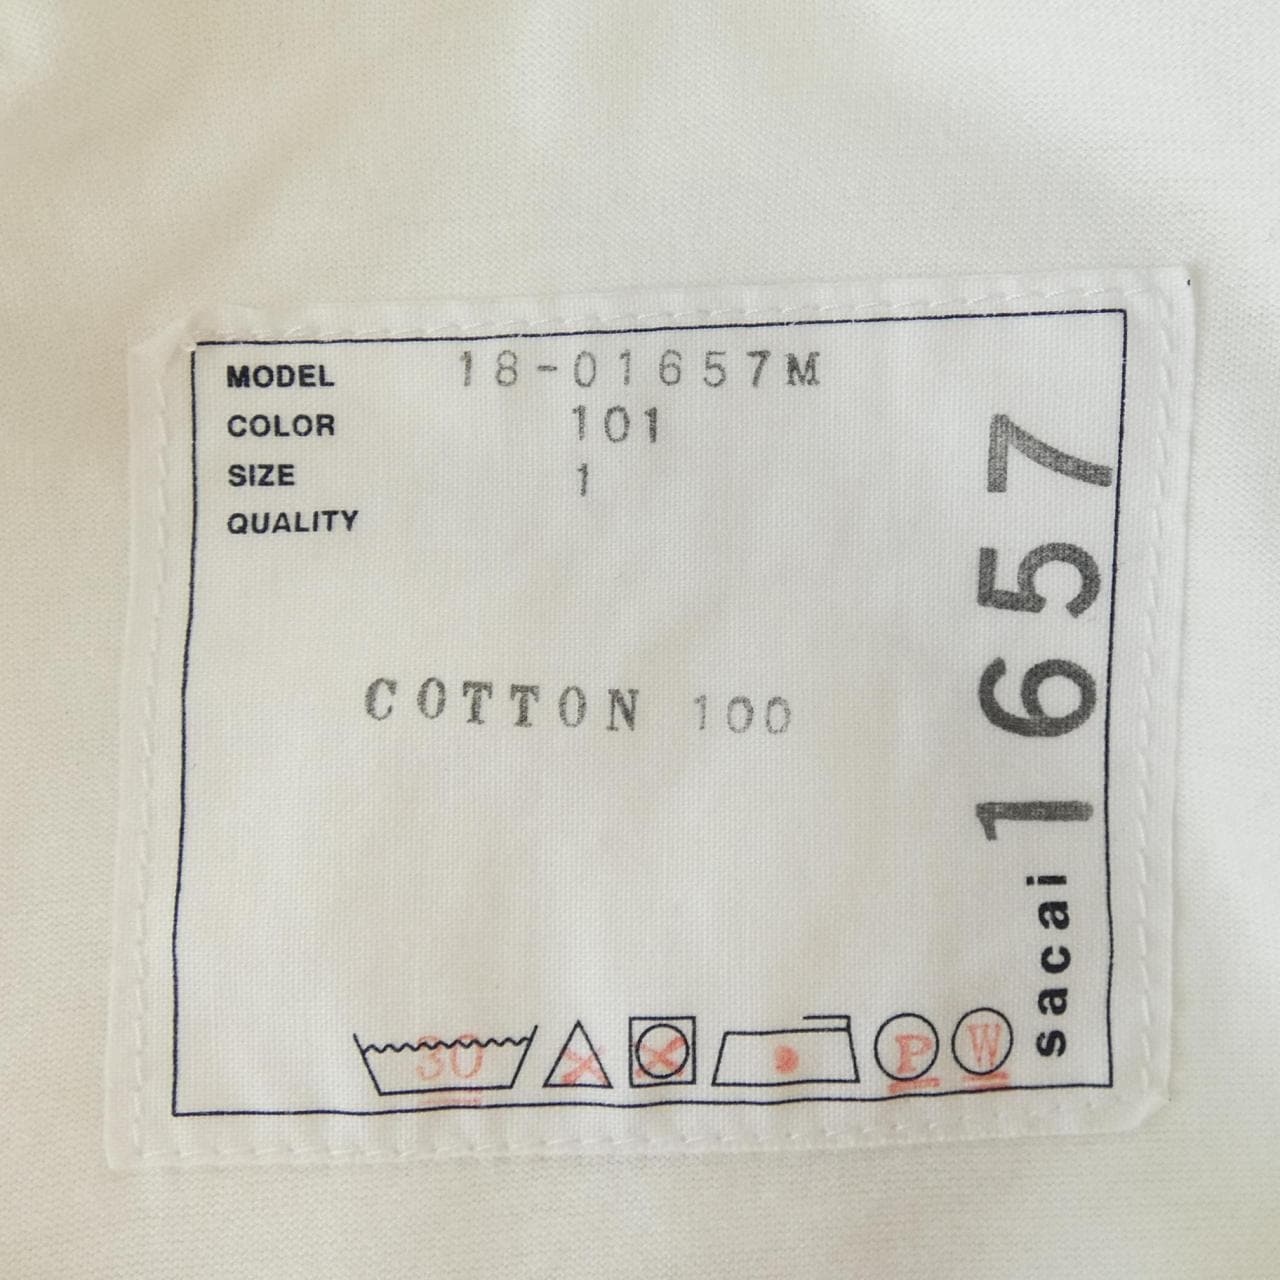 MODEL 18-01657M
COLOR 101
SIZE 1
QUALITY
COTTON 100
30 P W
sacai 1657